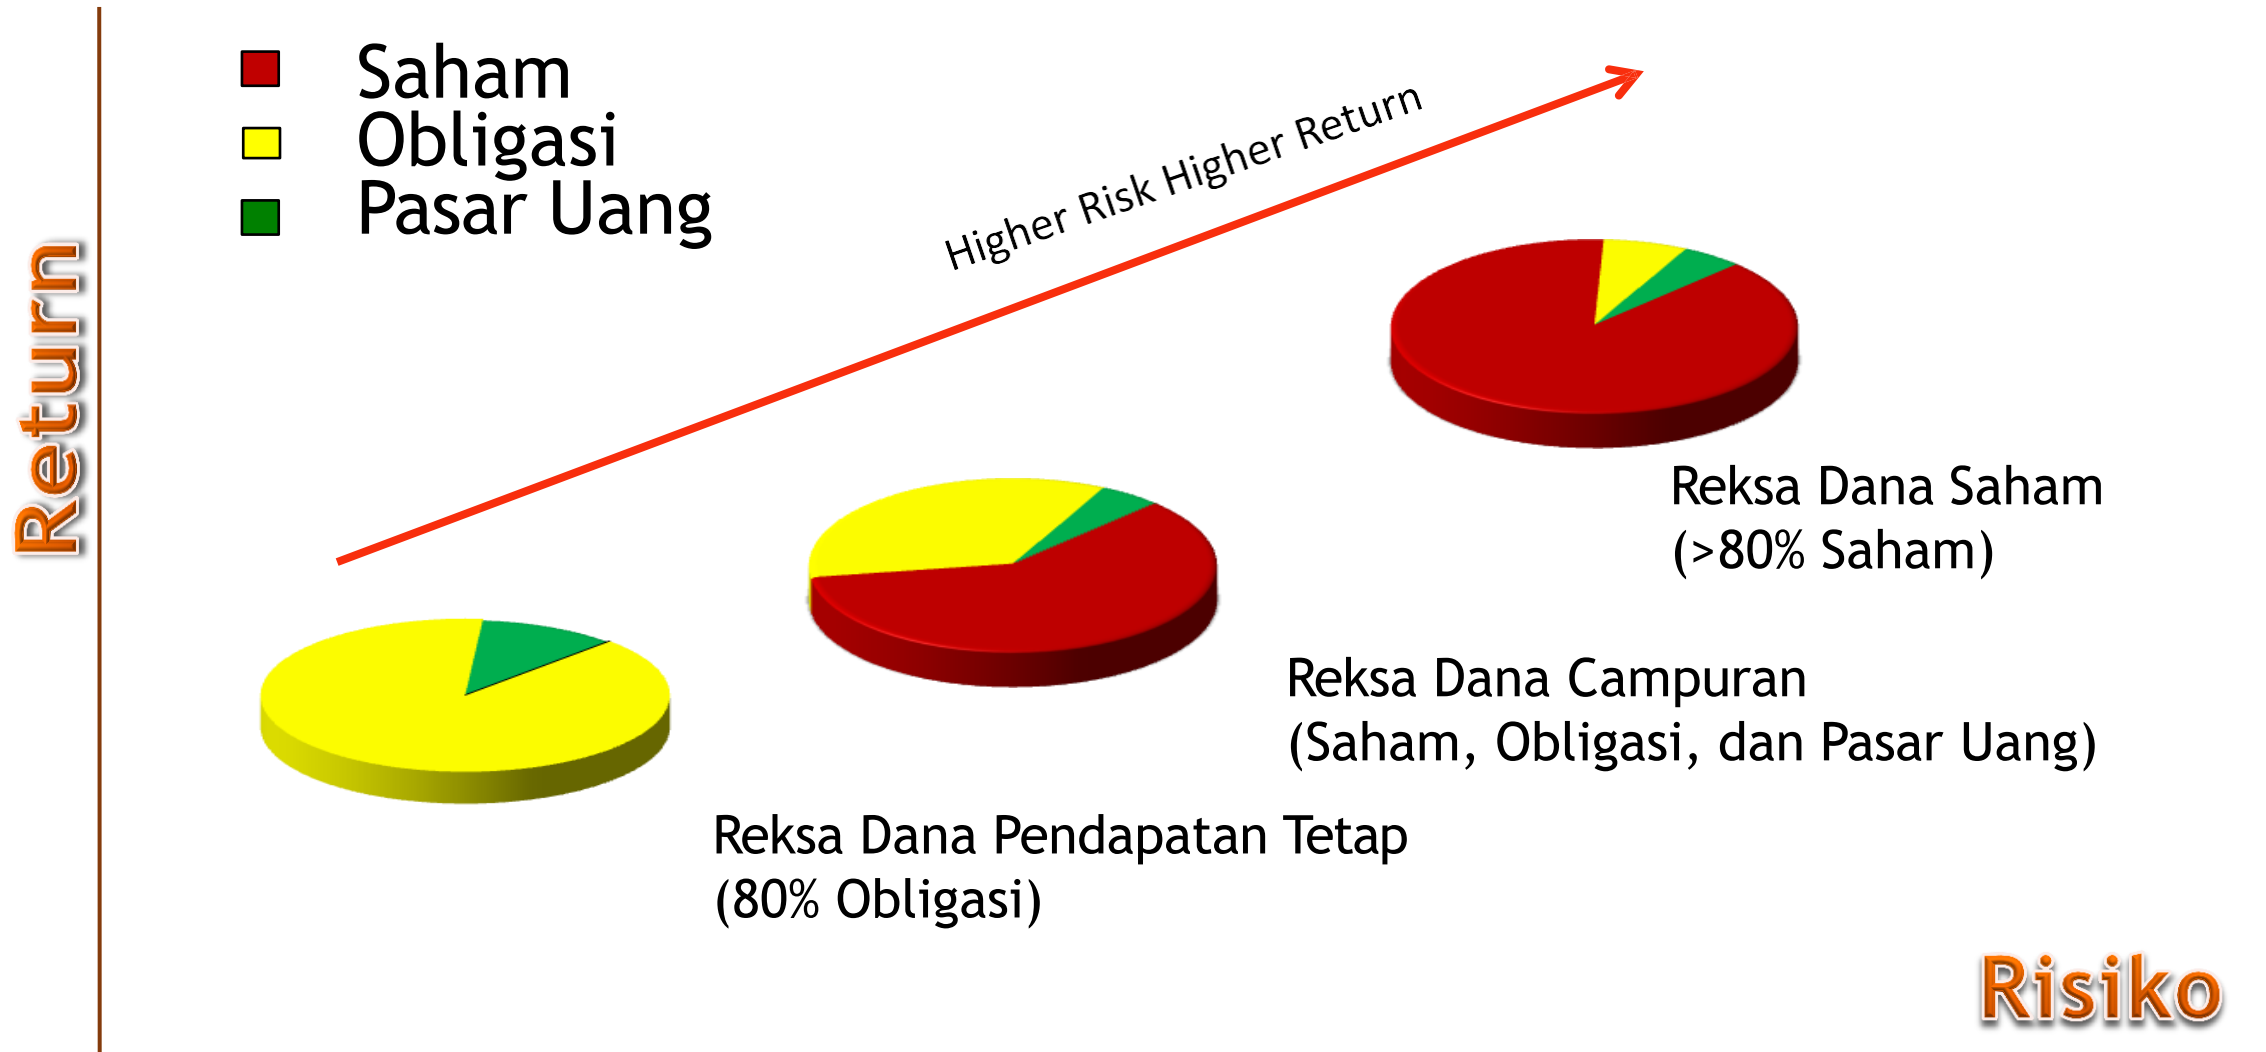 Saham
Obligasi
Pasar Uang
Higher Risk Higher Return
Return
Reksa Dana Saham
(>80% Saham)
Reksa Dana Campuran
(Saham, Obligasi, dan Pasar Uang)
Reksa Dana Pendapatan Tetap
(80% Obligasi)
Risiko